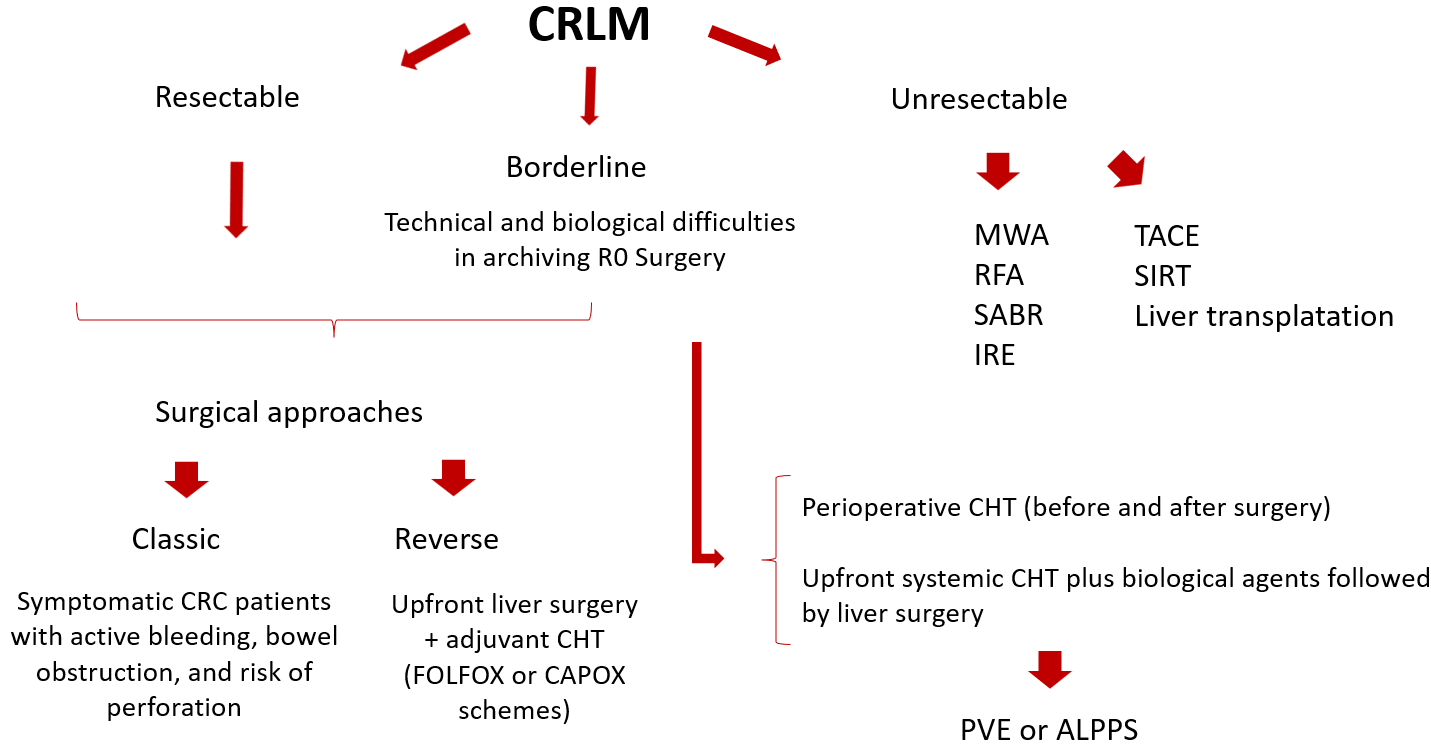 CRLM
Resectable
Borderline
Technical and biological difficulties
in archiving R0 Surgery
Unresectable
MWA
RFA
SABR
IRE
TACE
SIRT
Liver transplatation
Surgical approaches
Classic
Symptomatic CRC patients
with active bleeding, bowel
obstruction, and risk of
perforation
Reverse
Upfront liver surgery
+ adjuvant CHT
(FOLFOX or CAPOX
schemes)
Perioperative CHT (before and after surgery)
Upfront systemic CHT plus biological agents followed
by liver surgery
PVE or ALPPS